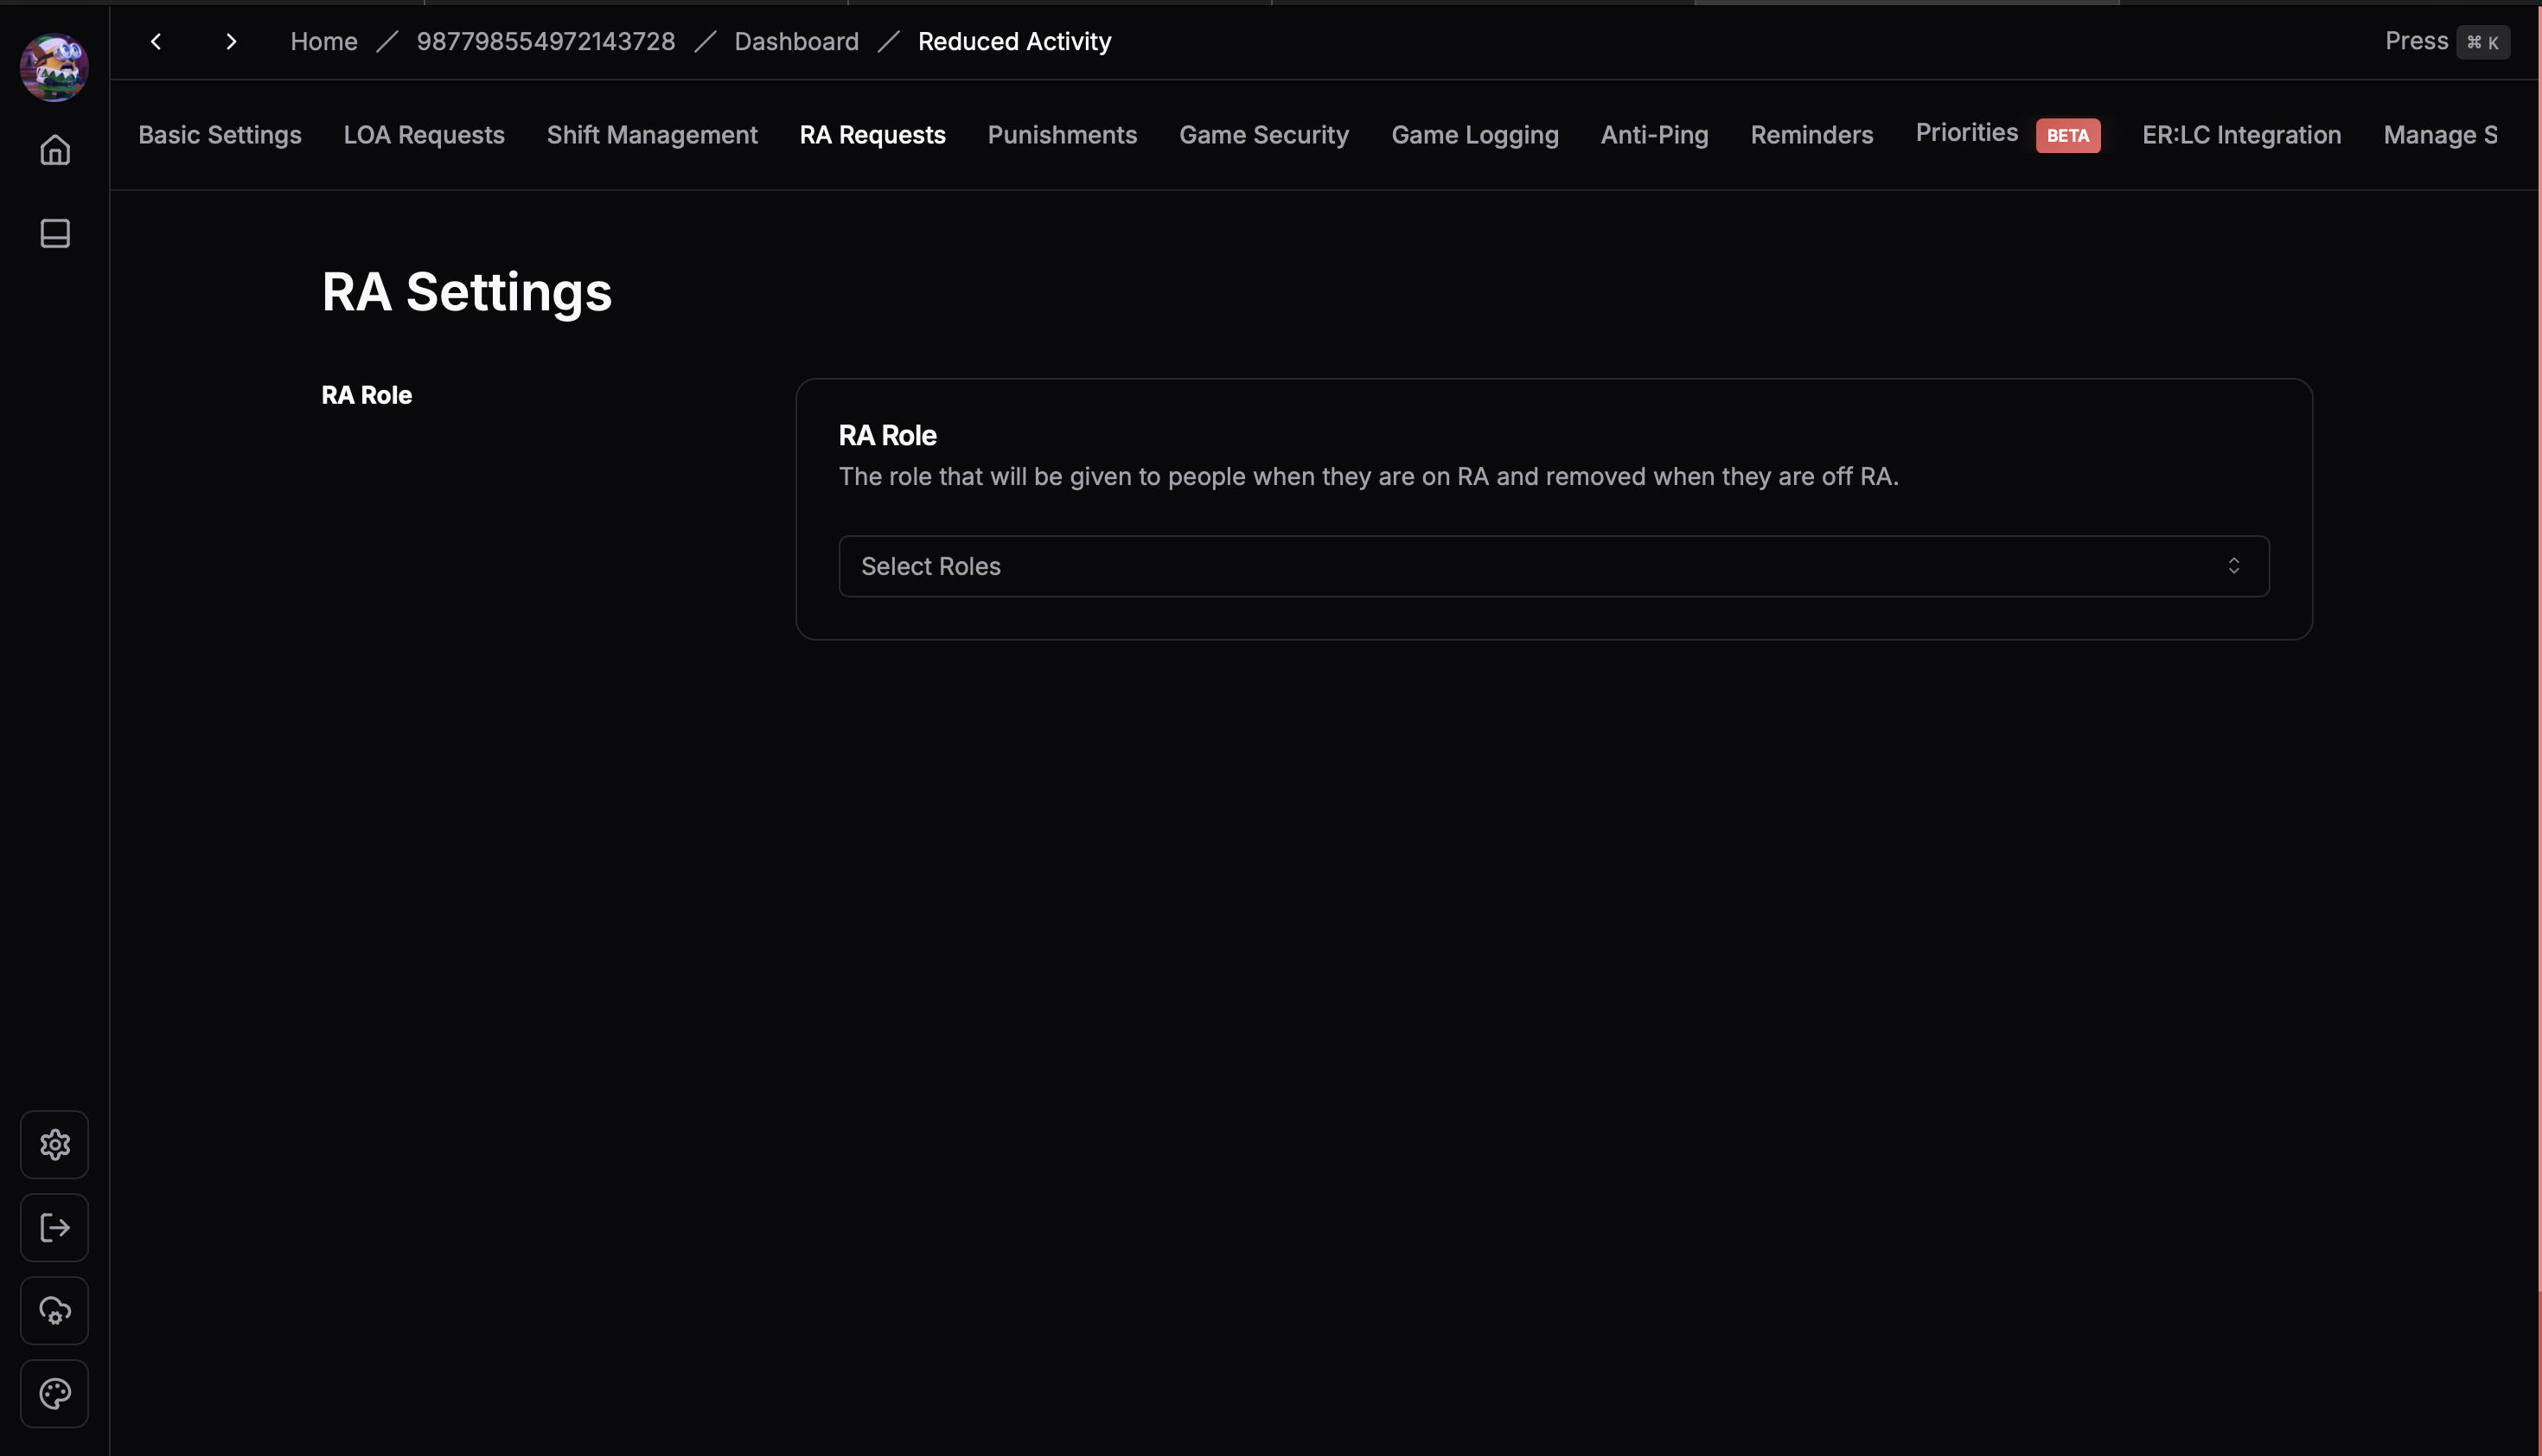 Home / 987798554972143728 / Dashboard / Reduced Activity
Press ⌘ K
Basic Settings LOA Requests Shift Management RA Requests Punishments Game Security Game Logging Anti-Ping Reminders Priorities BETA ER:LC Integration Manage S
RA Settings
RA Role
RA Role
The role that will be given to people when they are on RA and removed when they are off RA.
Select Roles